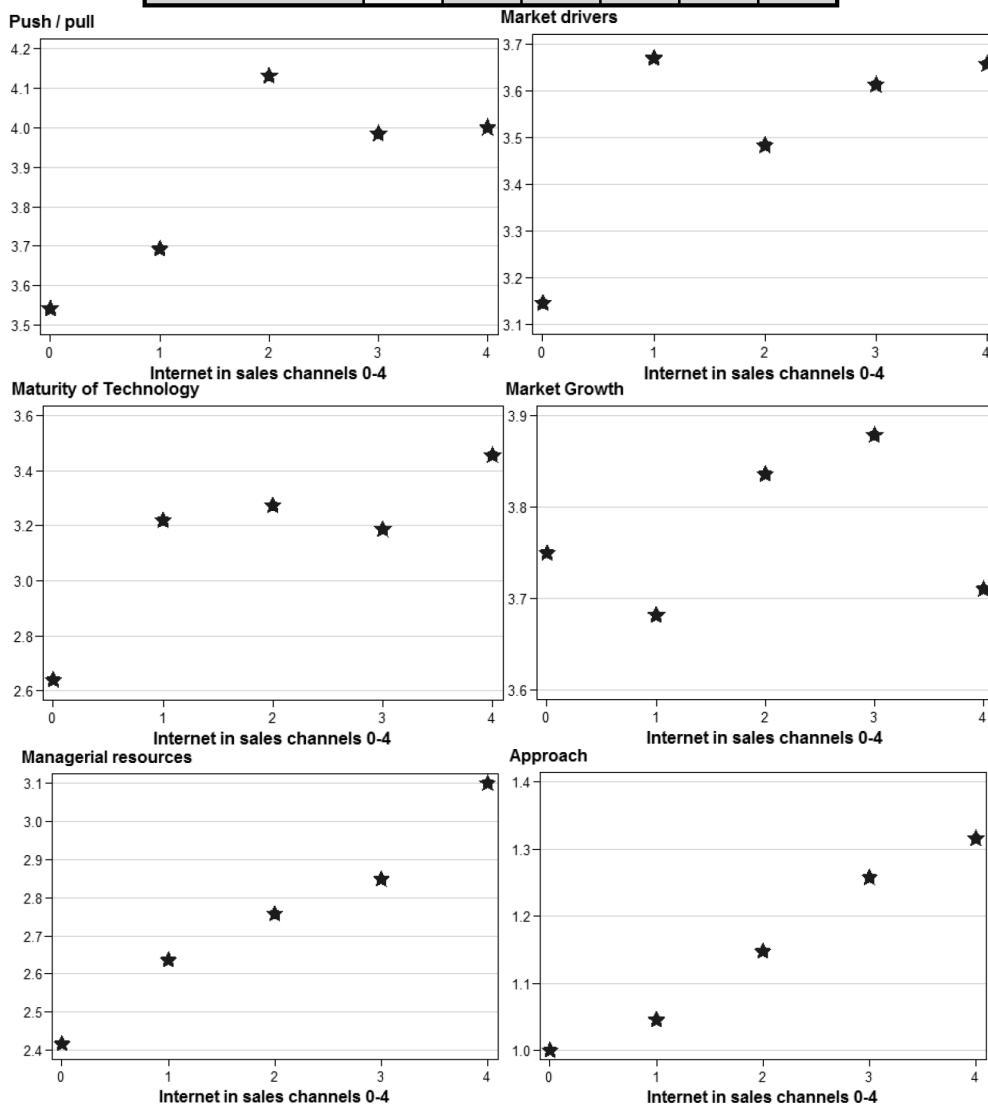 Push / pull
4.2
4.1
4.0
3.9
3.8
3.7
3.6
3.5
0 1 2 3 4
Internet in sales channels 0-4
Market drivers
3.7
3.6
3.5
3.4
3.3
3.2
3.1
0 1 2 3 4
Internet in sales channels 0-4
Maturity of Technology
3.6
3.4
3.2
3.0
2.8
2.6
0 1 2 3 4
Internet in sales channels 0-4
Market Growth
3.9
3.8
3.7
3.6
0 1 2 3 4
Internet in sales channels 0-4
Managerial resources
3.1
3.0
2.9
2.8
2.7
2.6
2.5
2.4
0 1 2 3 4
Internet in sales channels 0-4
Approach
1.4
1.3
1.2
1.1
1.0
0 1 2 3 4
Internet in sales channels 0-4